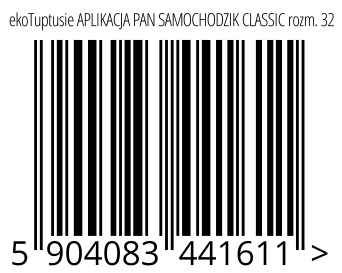 ekoTuptusie APLIKACJA PAN SAMOCHODZIK CLASSIC rozm. 32
5 904083 441611 >